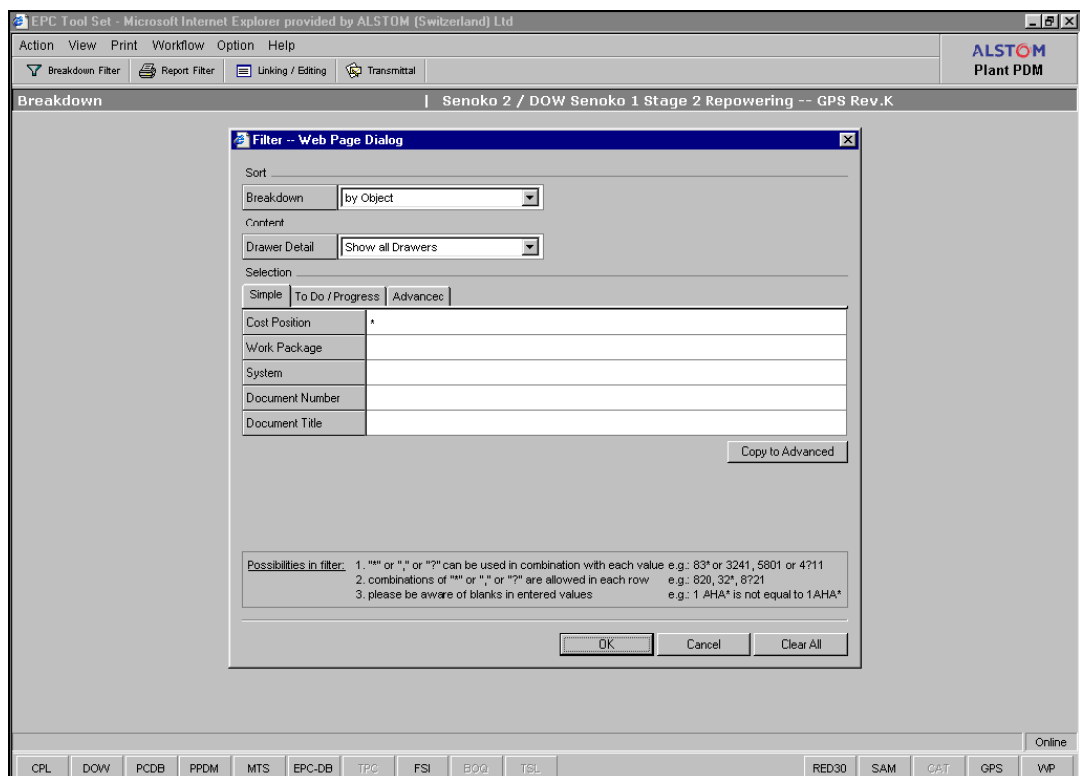 EPC Tool Set - Microsoft Internet Explorer provided by ALSTOM (Switzerland) Ltd
Action View Print Workflow Option Help
ALSTOM
Plant PDM
Breakdown Filter Report Filter Linking / Editing Transmittal
Breakdown | Senoko 2 / DOW Senoko 1 Stage 2 Repowering -- GPS Rev.K
Filter -- Web Page Dialog
Sort
Breakdown by Object
Content
Drawer Detail Show all Drawers
Selection
Simple To Do / Progress Advancec
Cost Position *
Work Package
System
Document Number
Document Title
Copy to Advanced
Possibilities in filter: 1. "*" or "," or "?" can be used in combination with each value e.g.: 83* or 3241, 5801 or 4?11
2. combinations of "*" or "," or "?" are allowed in each row e.g.: 820, 32*, 8?21
3. please be aware of blanks in entered values e.g.: 1 AHA* is not equal to 1AHA*
OK Cancel Clear All
Online
CPL DOW PCDB PPDM MTS EPC-DB TPC FSI BOQ TSL RED30 SAM CAT GPS WP